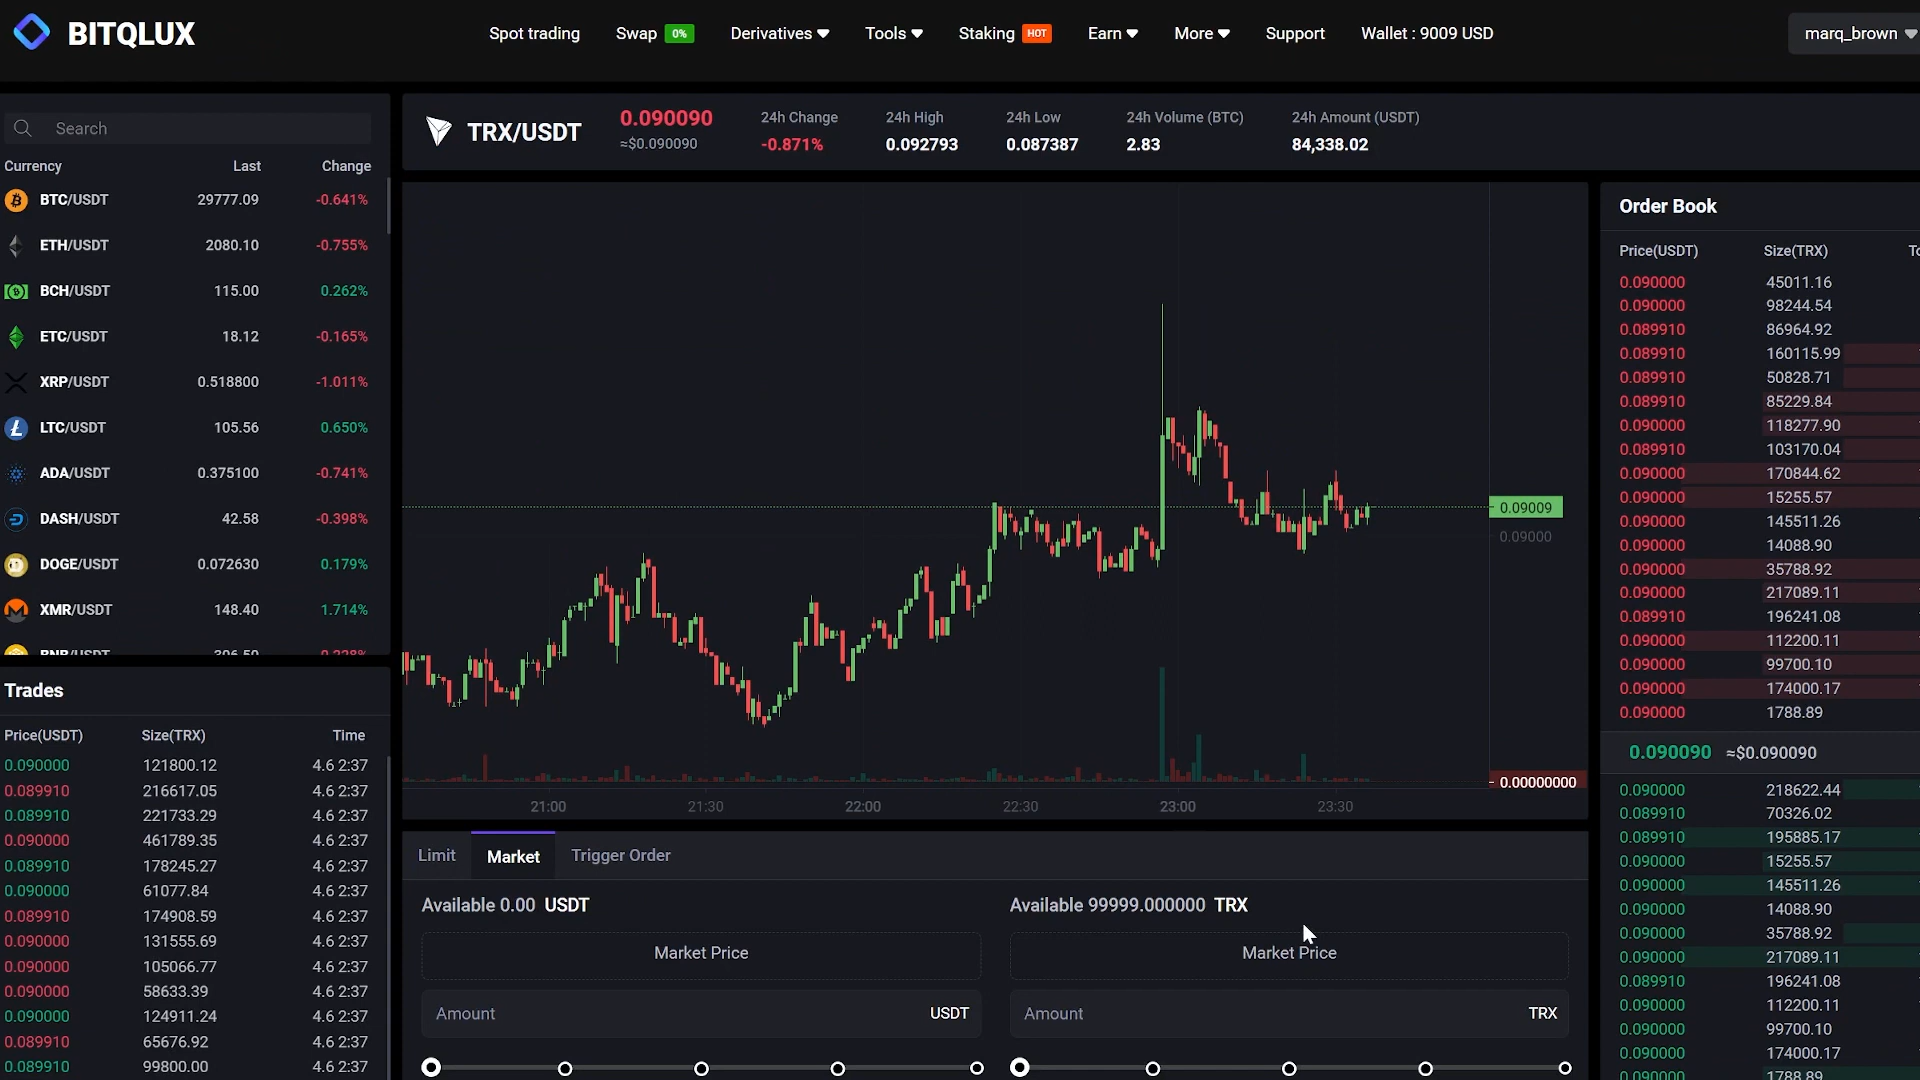 BITQLUX
Spot trading
Swap 0%
Derivatives
Tools
Staking HOT
Earn
More
Support
Wallet : 9009 USD
marq_brown
Search
Currency Last Change
BTC/USDT 29777.09 -0.641%
ETH/USDT 2080.10 -0.755%
BCH/USDT 115.00 0.262%
ETC/USDT 18.12 -0.165%
XRP/USDT 0.518800 -1.011%
LTC/USDT 105.56 0.650%
ADA/USDT 0.375100 -0.741%
DASH/USDT 42.58 -0.398%
DOGE/USDT 0.072630 0.179%
XMR/USDT 148.40 1.714%
Trades
Price(USDT) Size(TRX) Time
0.090000 121800.12 4.6 2:37
0.089910 216617.05 4.6 2:37
0.089910 221733.29 4.6 2:37
0.090000 461789.35 4.6 2:37
0.089910 178245.27 4.6 2:37
0.090000 61077.84 4.6 2:37
0.089910 174908.59 4.6 2:37
0.090000 131555.69 4.6 2:37
0.090000 105066.77 4.6 2:37
0.090000 58633.39 4.6 2:37
0.090000 124911.24 4.6 2:37
0.089910 65676.92 4.6 2:37
0.089910 99800.00 4.6 2:37
TRX/USDT
0.090090
≈$0.090090
24h Change
-0.871%
24h High
0.092793
24h Low
0.087387
24h Volume (BTC)
2.83
24h Amount (USDT)
84,338.02
0.09009
0.09000
0.00000000
21:00 21:30 22:00 22:30 23:00 23:30
Limit Market Trigger Order
Available 0.00 USDT
Market Price
Amount USDT
Available 99999.000000 TRX
Market Price
Amount TRX
Order Book
Price(USDT) Size(TRX)
0.090000 45011.16
0.090000 98244.54
0.089910 86964.92
0.089910 160115.99
0.089910 50828.71
0.089910 85229.84
0.090000 118277.90
0.089910 103170.04
0.090000 170844.62
0.090000 15255.57
0.090000 145511.26
0.090000 14088.90
0.090000 35788.92
0.090000 217089.11
0.089910 196241.08
0.090000 112200.11
0.090000 99700.10
0.090000 174000.17
0.090000 1788.89
0.090090 ≈$0.090090
0.090000 218622.44
0.089910 70326.02
0.089910 195885.17
0.090000 15255.57
0.090000 145511.26
0.090000 14088.90
0.090000 35788.92
0.090000 217089.11
0.089910 196241.08
0.090000 112200.11
0.090000 99700.10
0.090000 174000.17
0.090000 1788.89